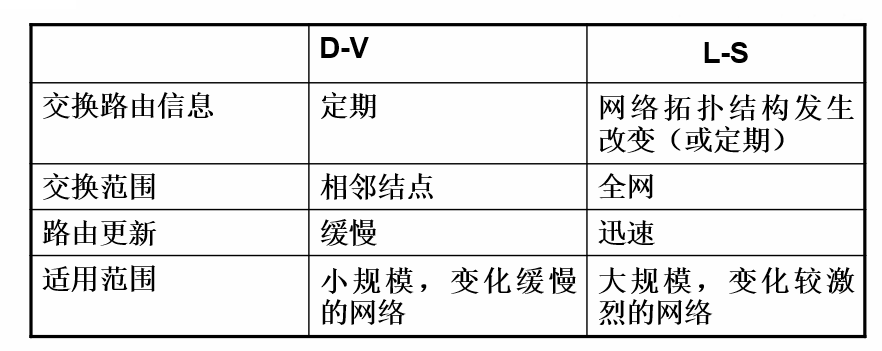 D-V
L-S
交换路由信息
定期
网络拓扑结构发生
改变（或定期）
交换范围
相邻结点
全网
路由更新
缓慢
迅速
适用范围
小规模，变化缓慢
的网络
大规模，变化较激
烈的网络